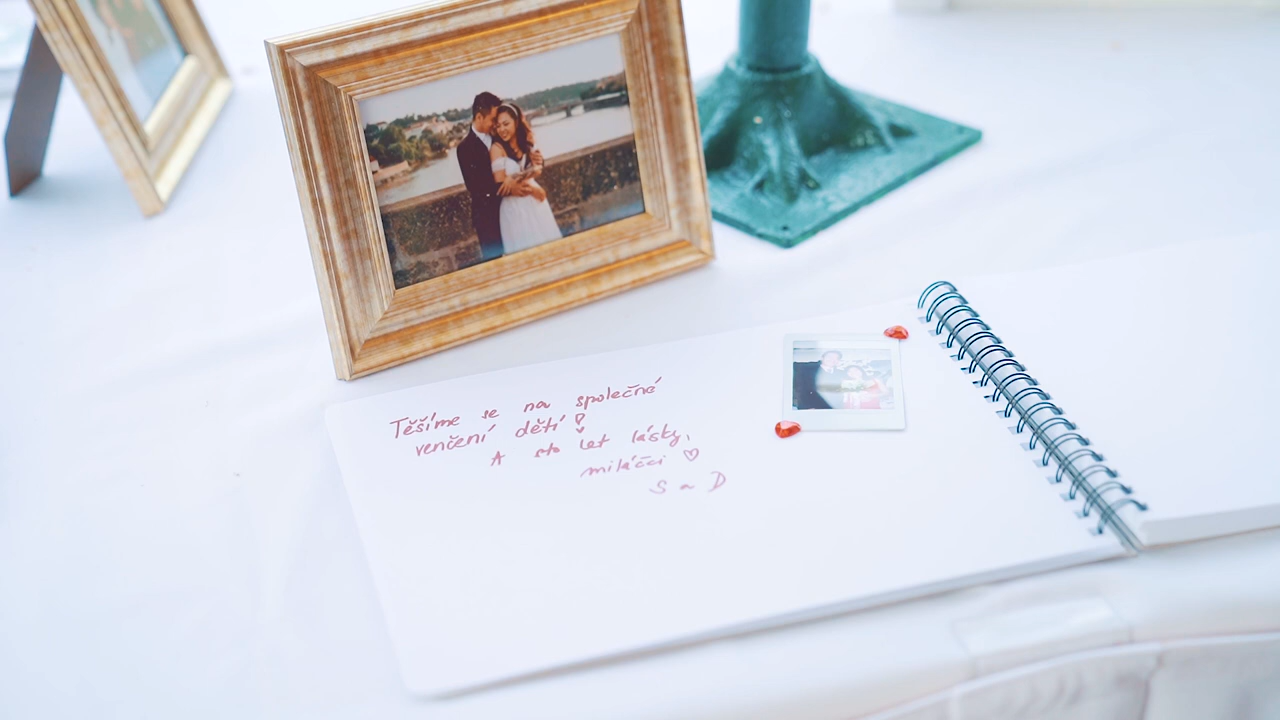 Těšíme se na společné
venčení dětí! 
A sto let lásky,
miláčci ♡
S a D